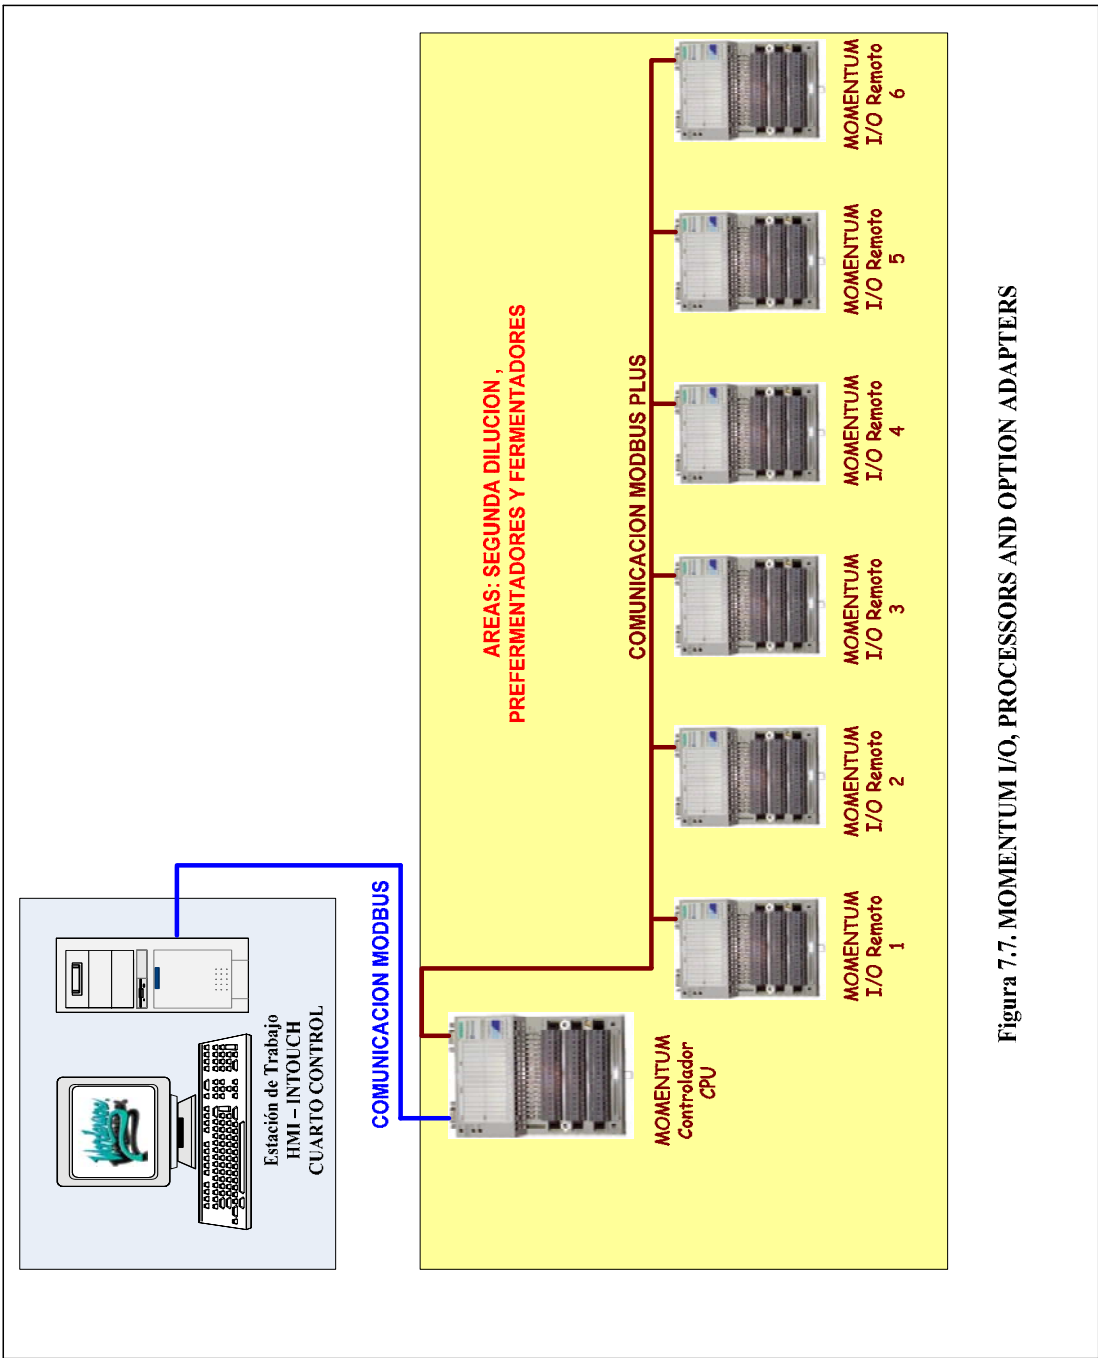 Estación de Trabajo
HMI – INTOUCH
CUARTO CONTROL
COMUNICACION MODBUS
AREAS: SEGUNDA DILUCION ,
PREFERMENTADORES Y FERMENTADORES
COMUNICACION MODBUS PLUS
MOMENTUM
Controlador
CPU
MOMENTUM
I/O Remoto
1
MOMENTUM
I/O Remoto
2
MOMENTUM
I/O Remoto
3
MOMENTUM
I/O Remoto
4
MOMENTUM
I/O Remoto
5
MOMENTUM
I/O Remoto
6
Figura 7.7. MOMENTUM I/O, PROCESSORS AND OPTION ADAPTERS